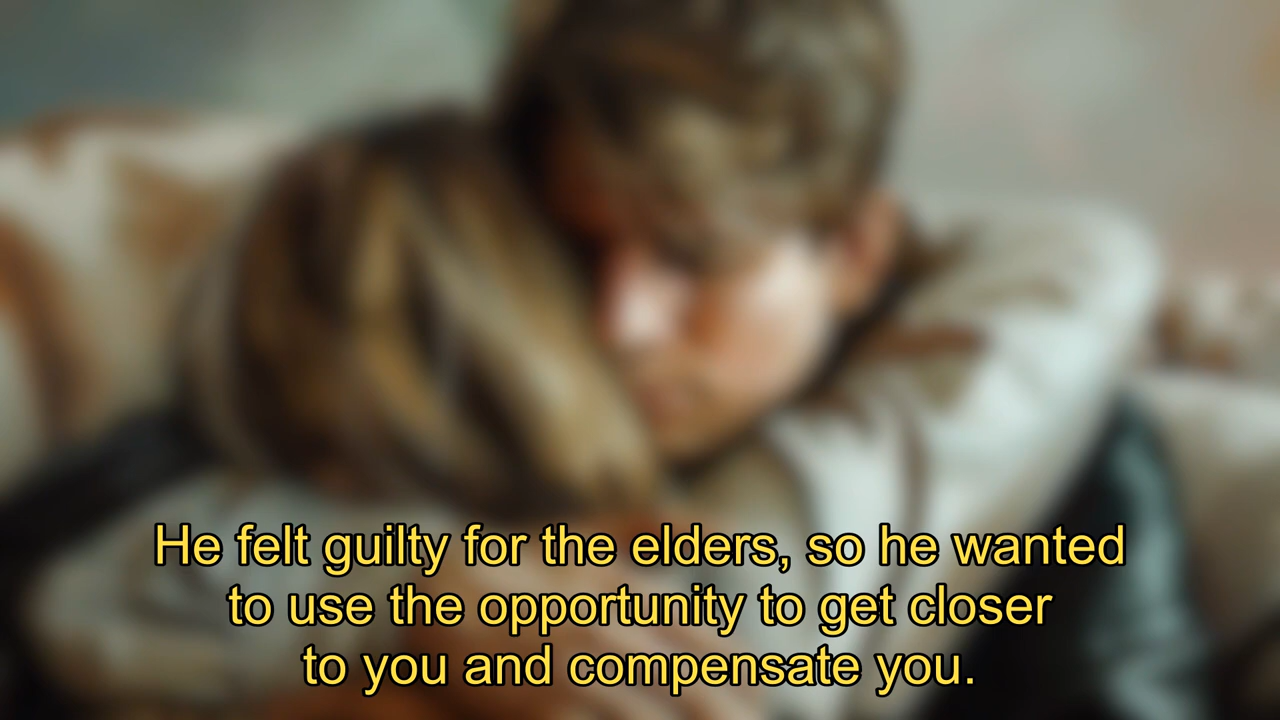 He felt guilty for the elders, so he wanted
to use the opportunity to get closer
to you and compensate you.